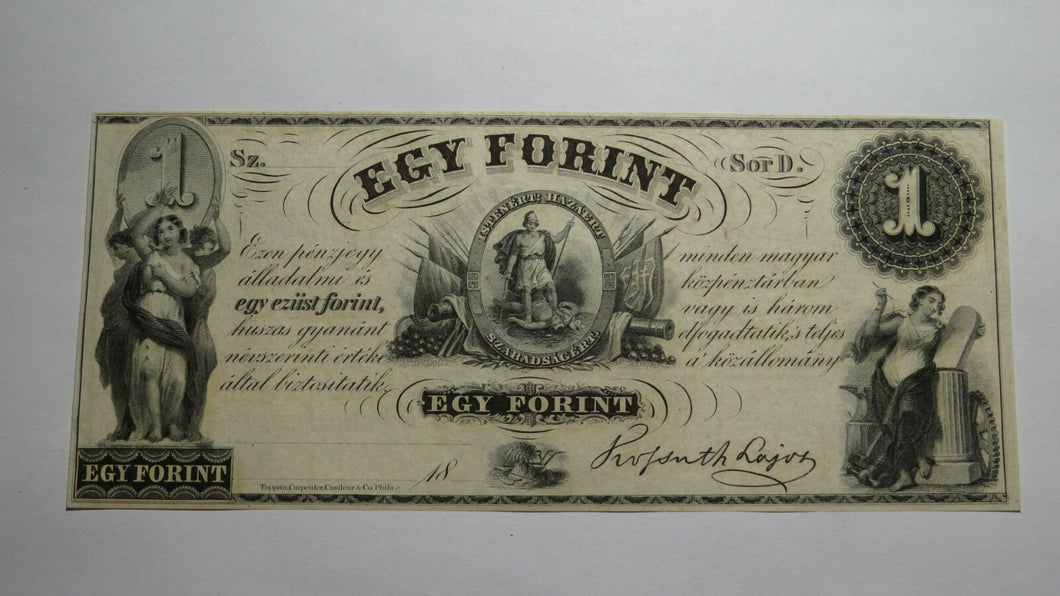 1
Sz.
EGY FORINT
Sor D.
1
ISTENÉRT; HAZÁÉRT
SZABADSÁGÉRT.
Ezen pénzjegy minden magyar
álladalmi és közpénztárban
egy ezüst forint, vagy is három
huszas gyanánt elfogadtatik, 's teljes
névszerinti értéke a' közállomány
által biztosítatik.
EGY FORINT
EGY FORINT
18
Kossuth Lajos
Toppan, Carpenter, Casilear & Co. Phila.